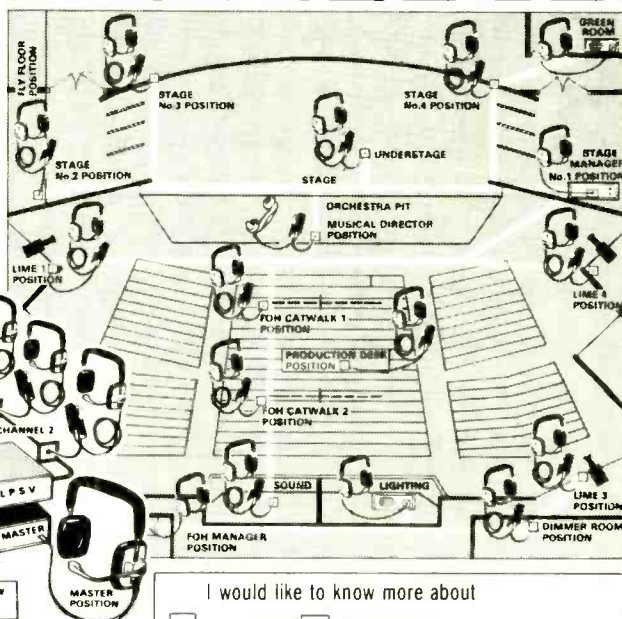 GREEN
ROOM
FLY FLOOR
POSITION
STAGE
No.3 POSITION
STAGE
No.4 POSITION
STAGE
No.2 POSITION
UNDERSTAGE
STAGE
STAGE
MANAGER
No.1 POSITION
ORCHESTRA PIT
MUSICAL DIRECTOR
POSITION
LIME 1
POSITION
LIME 4
POSITION
FOH CATWALK 1
POSITION
PRODUCTION DESK
POSITION
FOH CATWALK 2
POSITION
CHANNEL 2
LPSV
MASTER
MASTER
POSITION
SOUND
LIGHTING
FOH MANAGER
POSITION
LIME 3
POSITION
DIMMER ROOM
POSITION
I would like to know more about